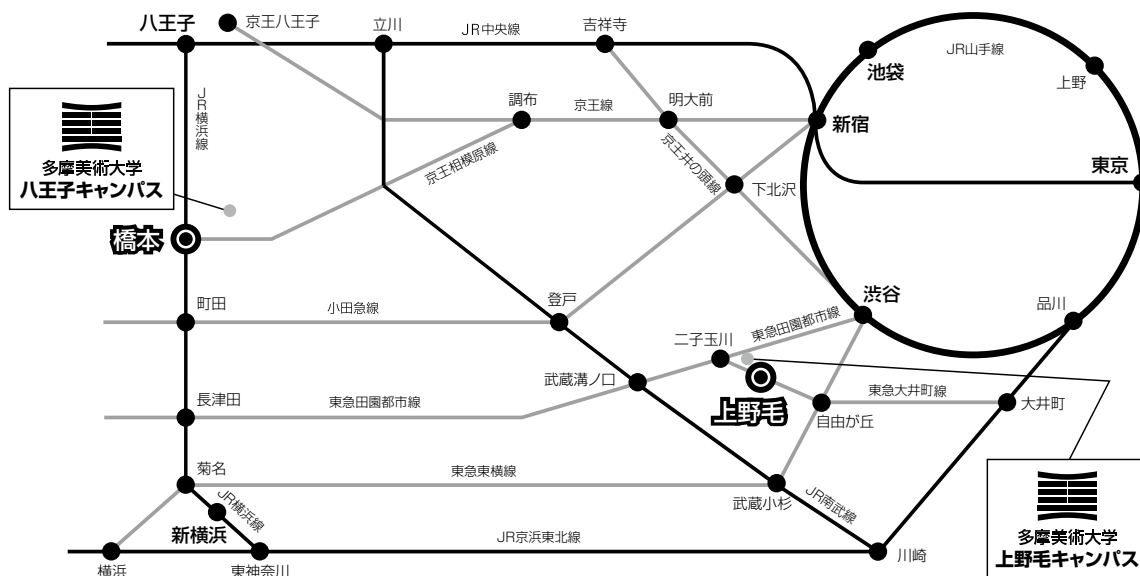 八王子
京王八王子
立川
JR中央線
吉祥寺
池袋
JR山手線
上野
JR横浜線
調布
京王線
明大前
新宿
多摩美術大学
八王子キャンパス
京王相模原線
京王井の頭線
下北沢
東京
橋本
町田
小田急線
登戸
渋谷
品川
二子玉川
東急田園都市線
武蔵溝ノ口
上野毛
長津田
東急田園都市線
自由が丘
東急大井町線
大井町
菊名
東急東横線
武蔵小杉
JR南武線
JR横浜線
新横浜
JR京浜東北線
横浜
東神奈川
川崎
多摩美術大学
上野毛キャンパス